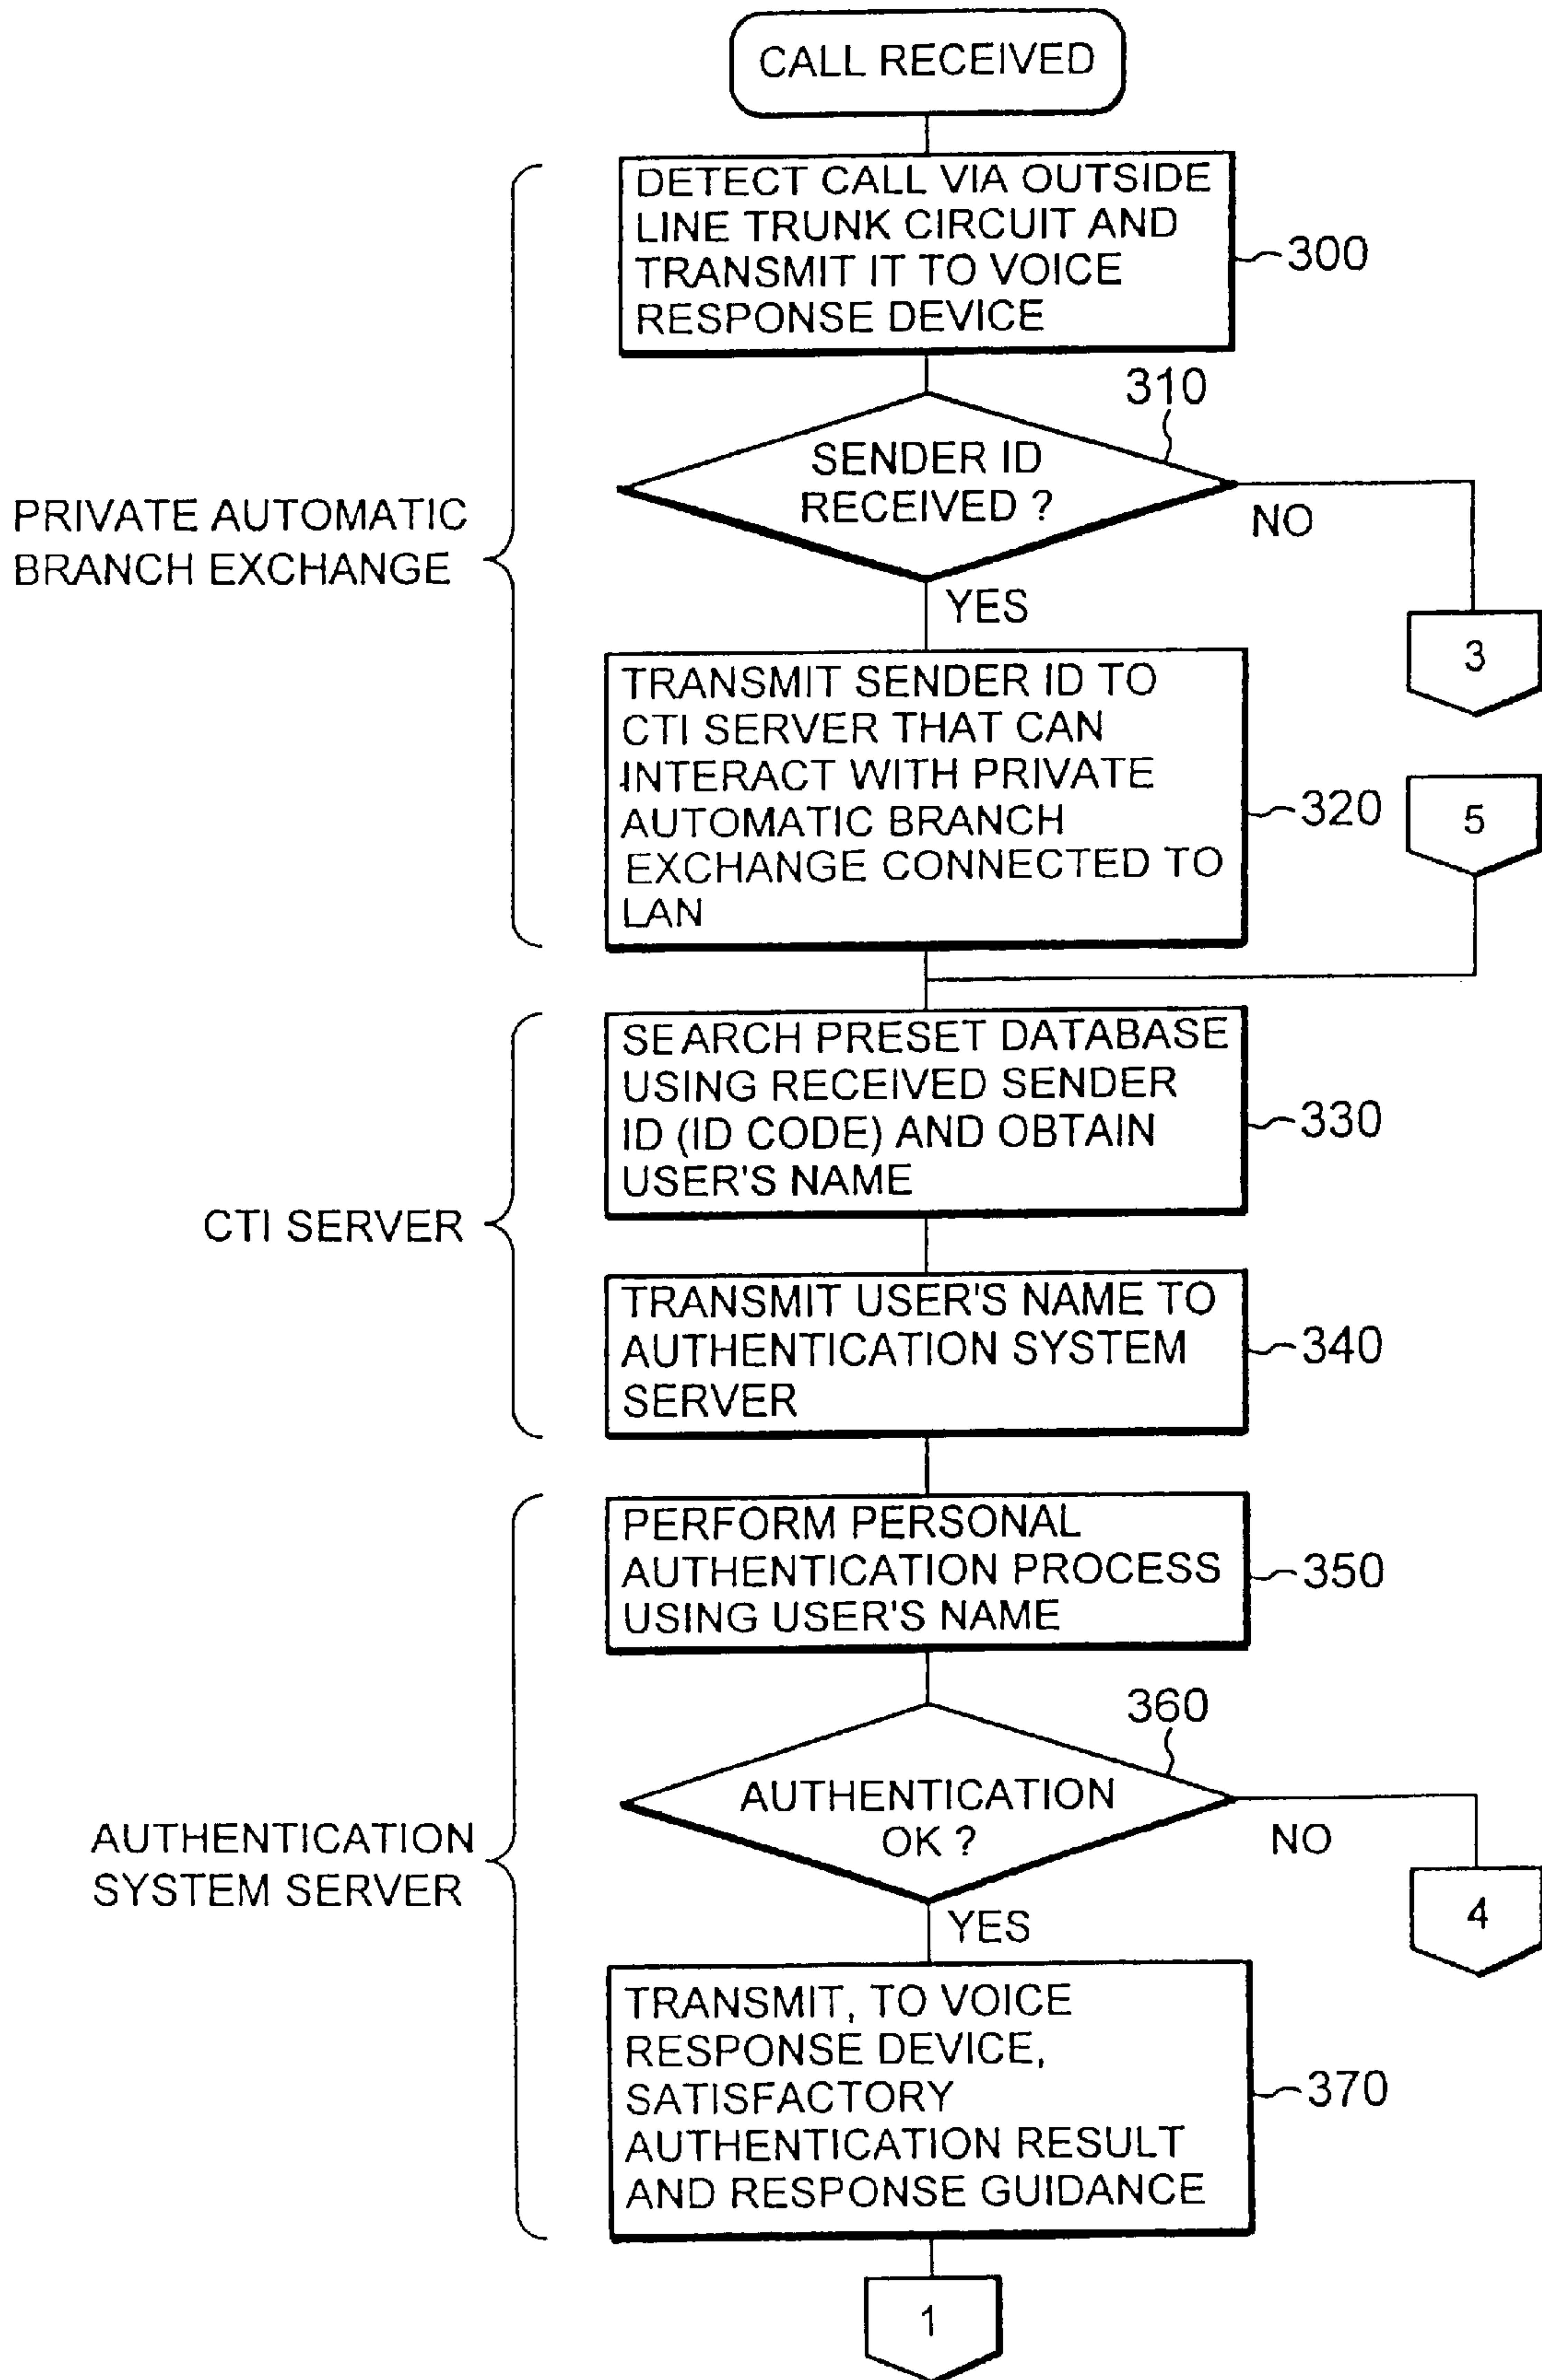 CALL RECEIVED
DETECT CALL VIA OUTSIDE
LINE TRUNK CIRCUIT AND
TRANSMIT IT TO VOICE
RESPONSE DEVICE
300
310
SENDER ID
RECEIVED ?
NO
YES
3
PRIVATE AUTOMATIC
BRANCH EXCHANGE
TRANSMIT SENDER ID TO
CTI SERVER THAT CAN
INTERACT WITH PRIVATE
AUTOMATIC BRANCH
EXCHANGE CONNECTED TO
LAN
320
5
SEARCH PRESET DATABASE
USING RECEIVED SENDER
ID (ID CODE) AND OBTAIN
USER'S NAME
330
CTI SERVER
TRANSMIT USER'S NAME TO
AUTHENTICATION SYSTEM
SERVER
340
PERFORM PERSONAL
AUTHENTICATION PROCESS
USING USER'S NAME
350
360
AUTHENTICATION
OK ?
NO
YES
4
AUTHENTICATION
SYSTEM SERVER
TRANSMIT, TO VOICE
RESPONSE DEVICE,
SATISFACTORY
AUTHENTICATION RESULT
AND RESPONSE GUIDANCE
370
1